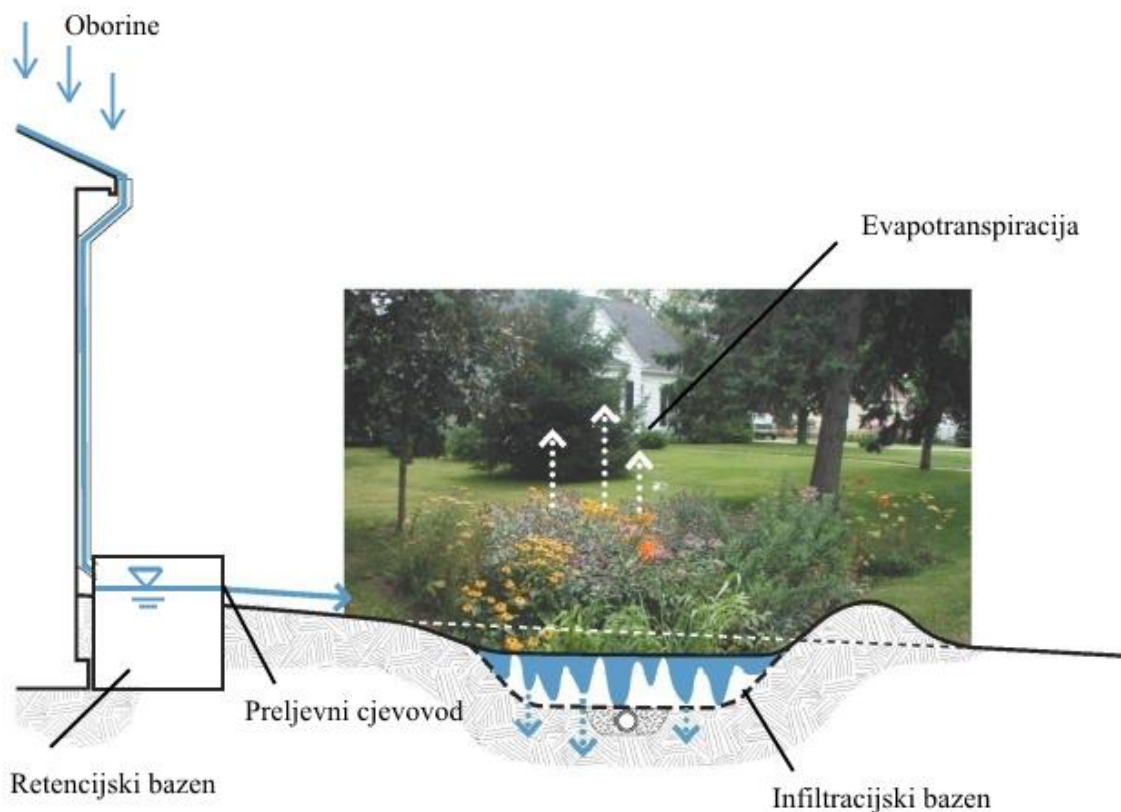 Oborine
Evapotranspiracija
Preljevni cjevovod
Retencijski bazen
Infiltracijski bazen